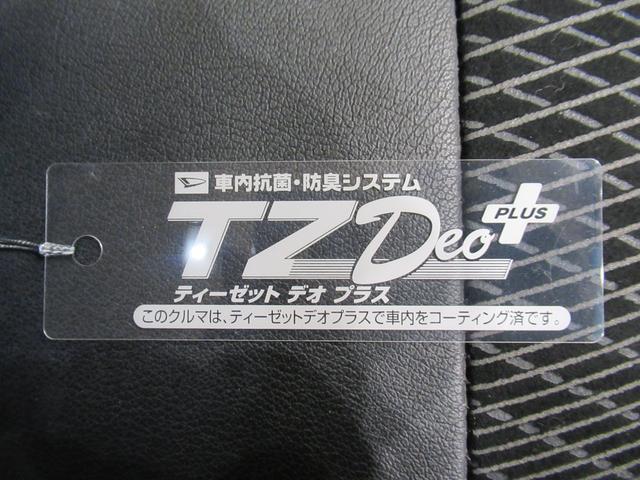 車内抗菌・防臭システム
TZ Deo PLUS
ティーゼット デオ プラス
このクルマは、ティーゼットデオプラスで車内をコーティング済です。